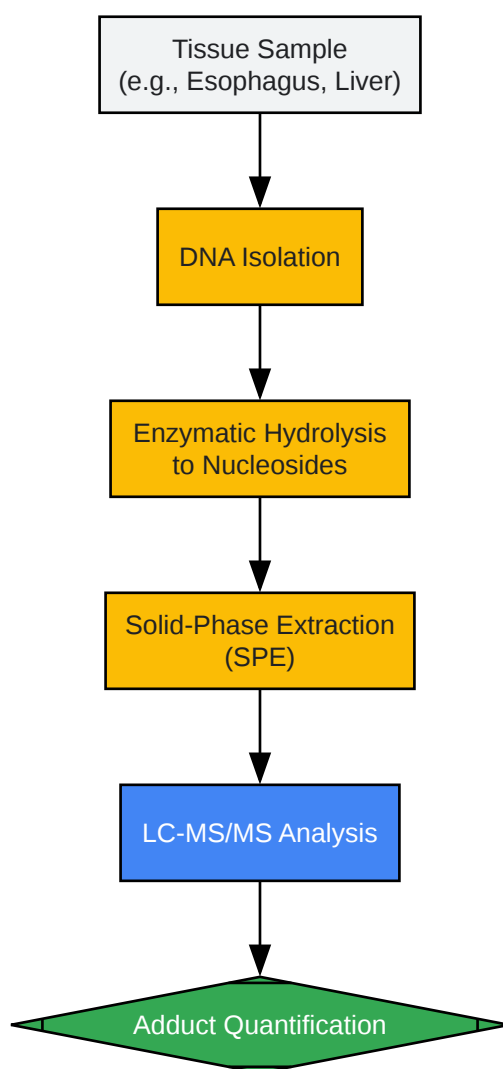 Tissue Sample
(e.g., Esophagus, Liver)
DNA Isolation
Enzymatic Hydrolysis
to Nucleosides
Solid-Phase Extraction
(SPE)
LC-MS/MS Analysis
Adduct Quantification